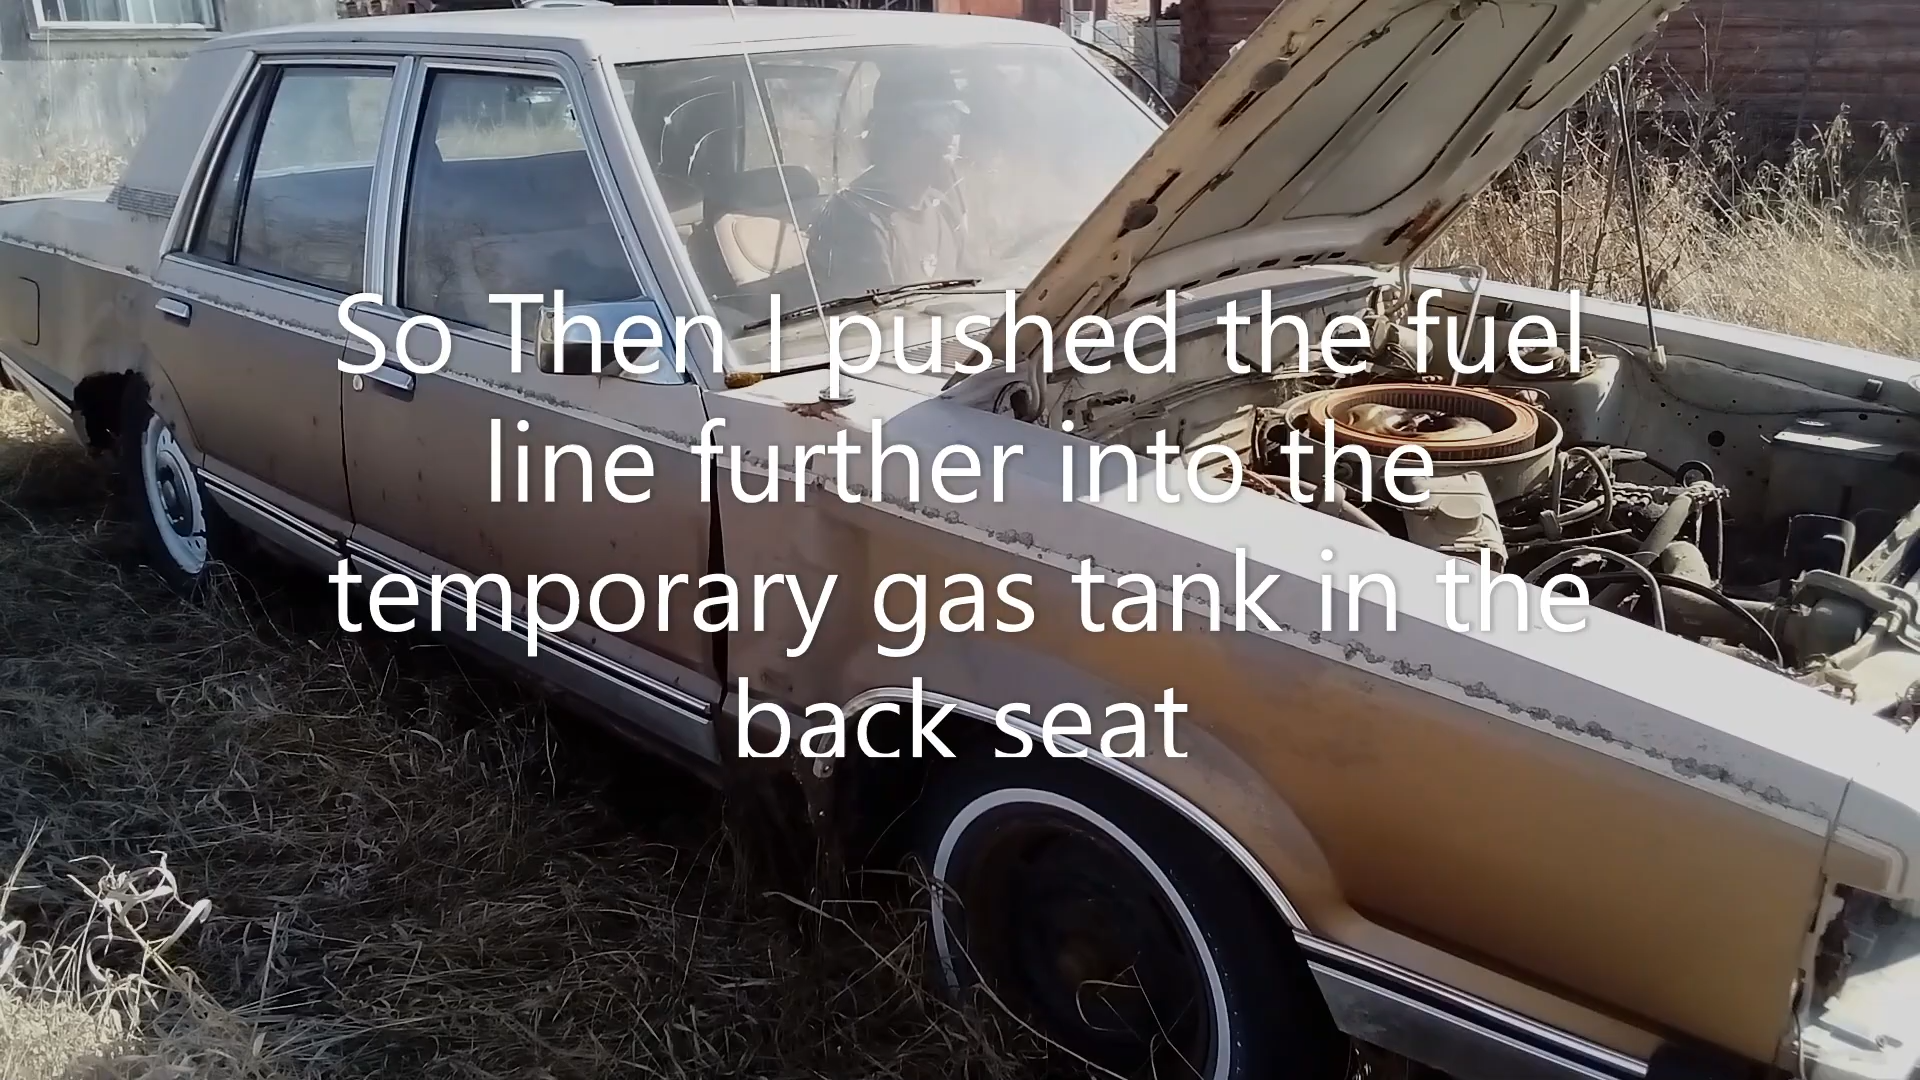 So Then I pushed the fuel
line further into the
temporary gas tank in the
back seat